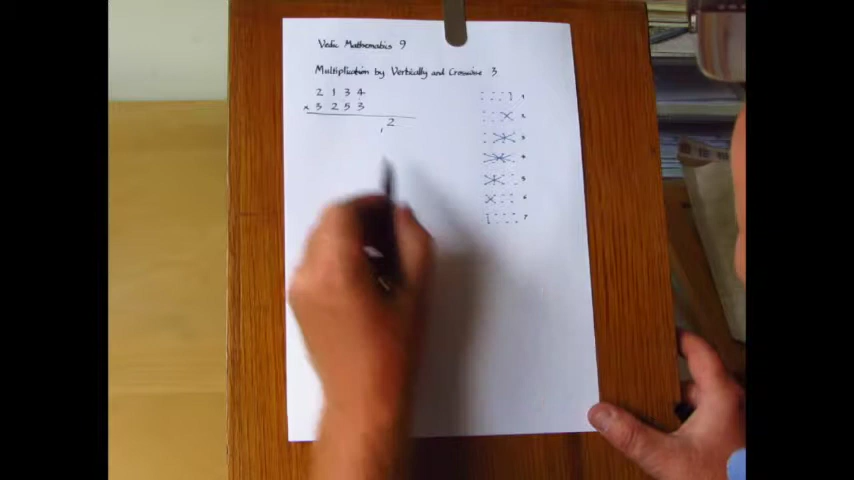 Vedic Mathematics 9
Multiplication by Vertically and Crosswise 3
2 1 3 4
× 3 2 5 3
2
1
1
2
3
4
5
6
7